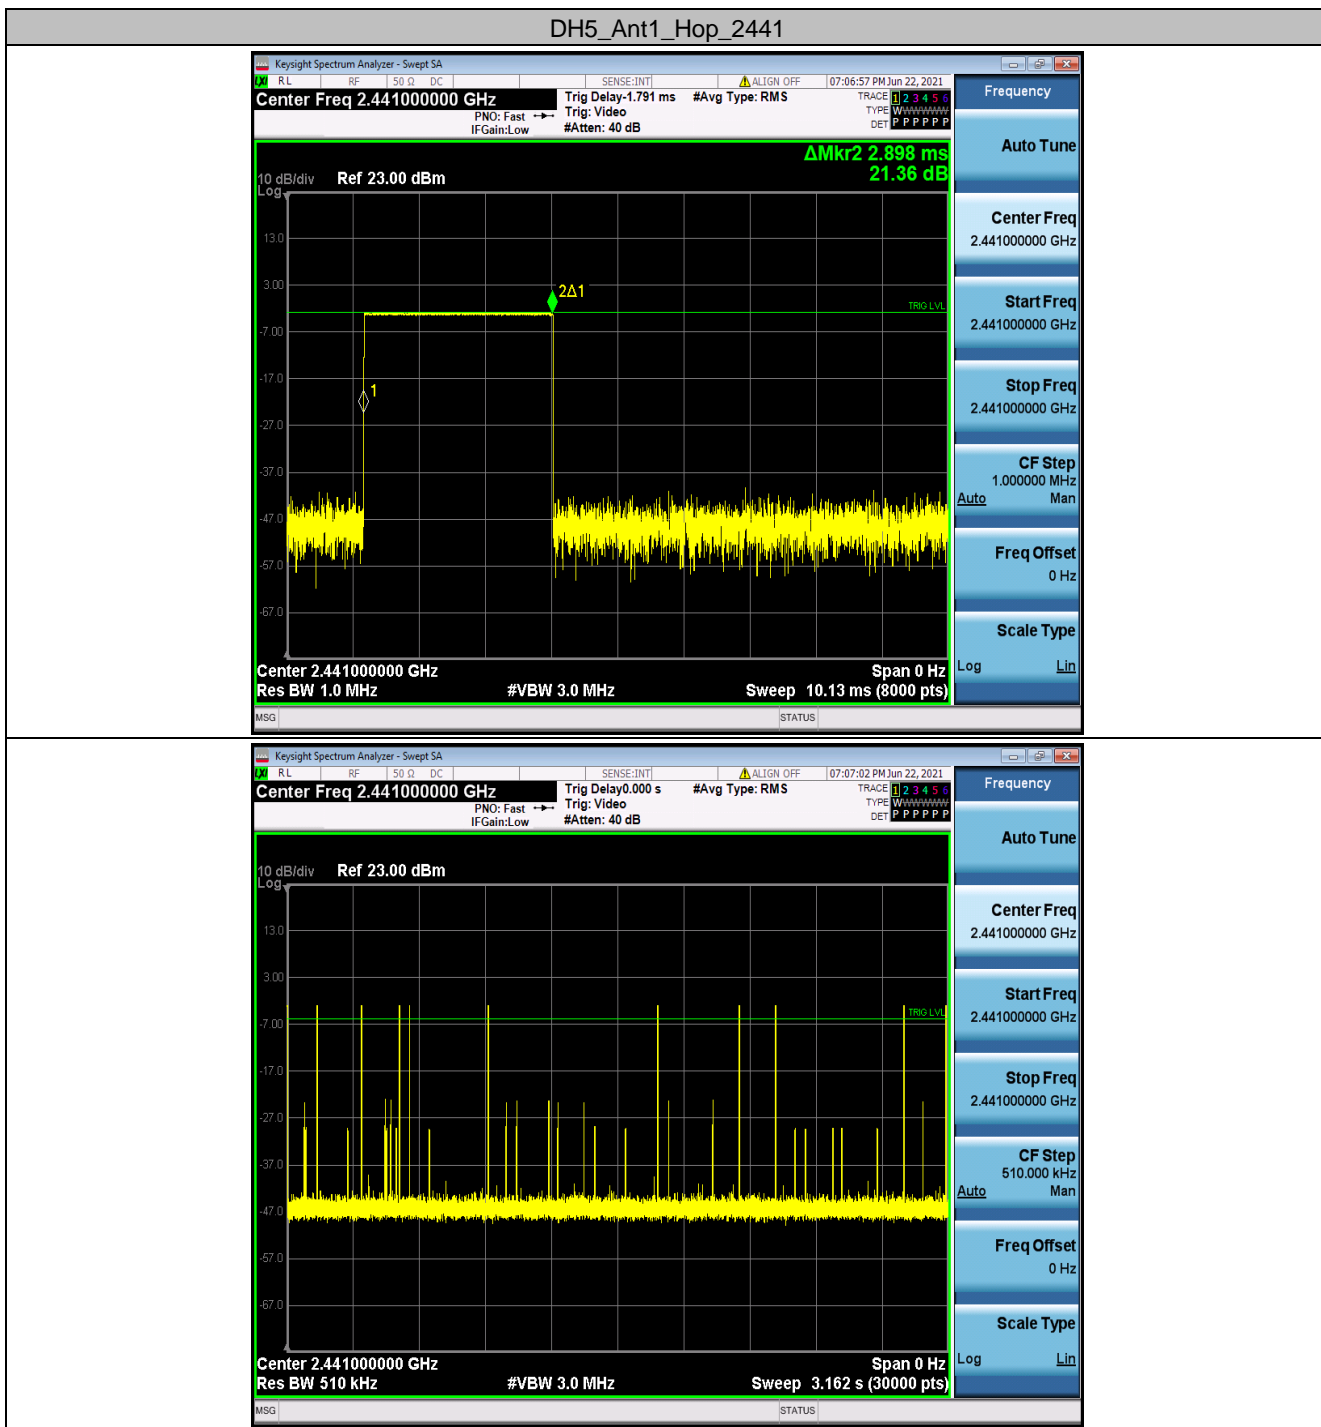 DH5_Ant1_Hop_2441
Keysight Spectrum Analyzer - Swept SA
LXI RL RF 50 Ω DC SENSE:INT ALIGN OFF 07:06:57 PM Jun 22, 2021
Center Freq 2.441000000 GHz Trig Delay-1.791 ms #Avg Type: RMS TRACE 1 2 3 4 5 6
PNO: Fast Trig: Video TYPE WWWWWW
IFGain:Low #Atten: 40 dB DET P P P P P P
ΔMkr2 2.898 ms
21.36 dB
10 dB/div Ref 23.00 dBm
Log
13.0
3.00
-7.00
-17.0
-27.0
-37.0
-47.0
-57.0
-67.0
2Δ1
TRIG LVL
1
Center 2.441000000 GHz Span 0 Hz
Res BW 1.0 MHz #VBW 3.0 MHz Sweep 10.13 ms (8000 pts)
MSG STATUS
Frequency
Auto Tune
Center Freq
2.441000000 GHz
Start Freq
2.441000000 GHz
Stop Freq
2.441000000 GHz
CF Step
1.000000 MHz
Auto Man
Freq Offset
0 Hz
Scale Type
Log Lin
Keysight Spectrum Analyzer - Swept SA
LXI RL RF 50 Ω DC SENSE:INT ALIGN OFF 07:07:02 PM Jun 22, 2021
Center Freq 2.441000000 GHz Trig Delay0.000 s #Avg Type: RMS TRACE 1 2 3 4 5 6
PNO: Fast Trig: Video TYPE WWWWWW
IFGain:Low #Atten: 40 dB DET P P P P P P
10 dB/div Ref 23.00 dBm
Log
13.0
3.00
-7.00
-17.0
-27.0
-37.0
-47.0
-57.0
-67.0
TRIG LVL
Center 2.441000000 GHz Span 0 Hz
Res BW 510 kHz #VBW 3.0 MHz Sweep 3.162 s (30000 pts)
MSG STATUS
Frequency
Auto Tune
Center Freq
2.441000000 GHz
Start Freq
2.441000000 GHz
Stop Freq
2.441000000 GHz
CF Step
510.000 kHz
Auto Man
Freq Offset
0 Hz
Scale Type
Log Lin